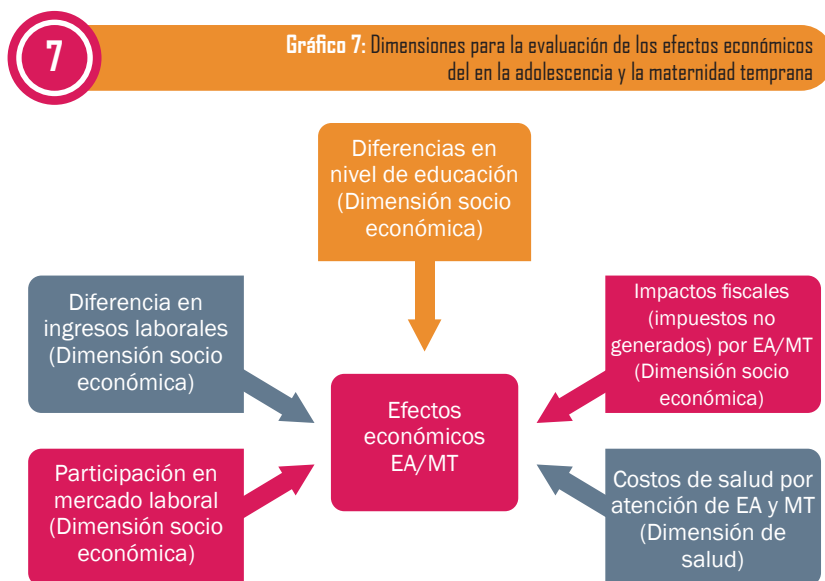 7
Gráfico 7: Dimensiones para la evaluación de los efectos económicos
del en la adolescencia y la maternidad temprana
Diferencias en
nivel de educación
(Dimensión socio
económica)
Diferencia en
ingresos laborales
(Dimensión socio
económica)
Impactos fiscales
(impuestos no
generados) por EA/MT
(Dimensión socio
económica)
Efectos
económicos
EA/MT
Participación en
mercado laboral
(Dimensión socio
económica)
Costos de salud por
atención de EA y MT
(Dimensión de
salud)